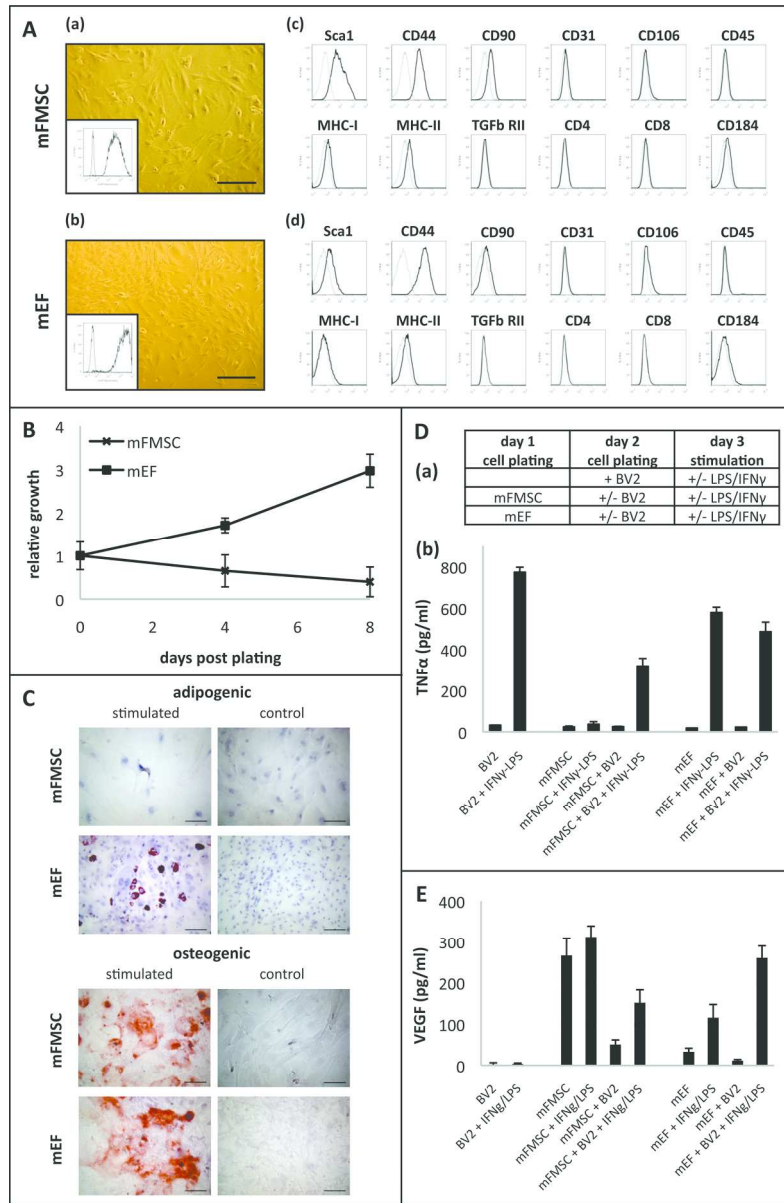 A
(a)
mFMSC
(b)
mEF
(c)
Sca1 CD44 CD90 CD31 CD106 CD45
MHC-I MHC-II TGFb RII CD4 CD8 CD184
(d)
Sca1 CD44 CD90 CD31 CD106 CD45
MHC-I MHC-II TGFb RII CD4 CD8 CD184
B
mFMSC
mEF
relative growth
4
3
2
1
0
0 2 4 6 8
days post plating
C
adipogenic
stimulated control
mFMSC
mEF
osteogenic
stimulated control
mFMSC
mEF
D
(a)
day 1 day 2 day 3
cell plating cell plating stimulation
+ BV2 +/- LPS/IFNγ
mFMSC +/- BV2 +/- LPS/IFNγ
mEF +/- BV2 +/- LPS/IFNγ
(b)
TNFα (pg/ml)
800
600
400
200
0
BV2
BV2 + IFNγ-LPS
mFMSC
mFMSC + IFNγ-LPS
mFMSC + BV2
mFMSC + BV2 + IFNγ-LPS
mEF
mEF + IFNγ-LPS
mEF + BV2
mEF + BV2 + IFNγ-LPS
E
VEGF (pg/ml)
400
300
200
100
0
BV2
BV2 + IFNg/LPS
mFMSC
mFMSC + IFNg/LPS
mFMSC + BV2
mFMSC + BV2 + IFNg/LPS
mEF
mEF + IFNg/LPS
mEF + BV2
mEF + BV2 + IFNg/LPS